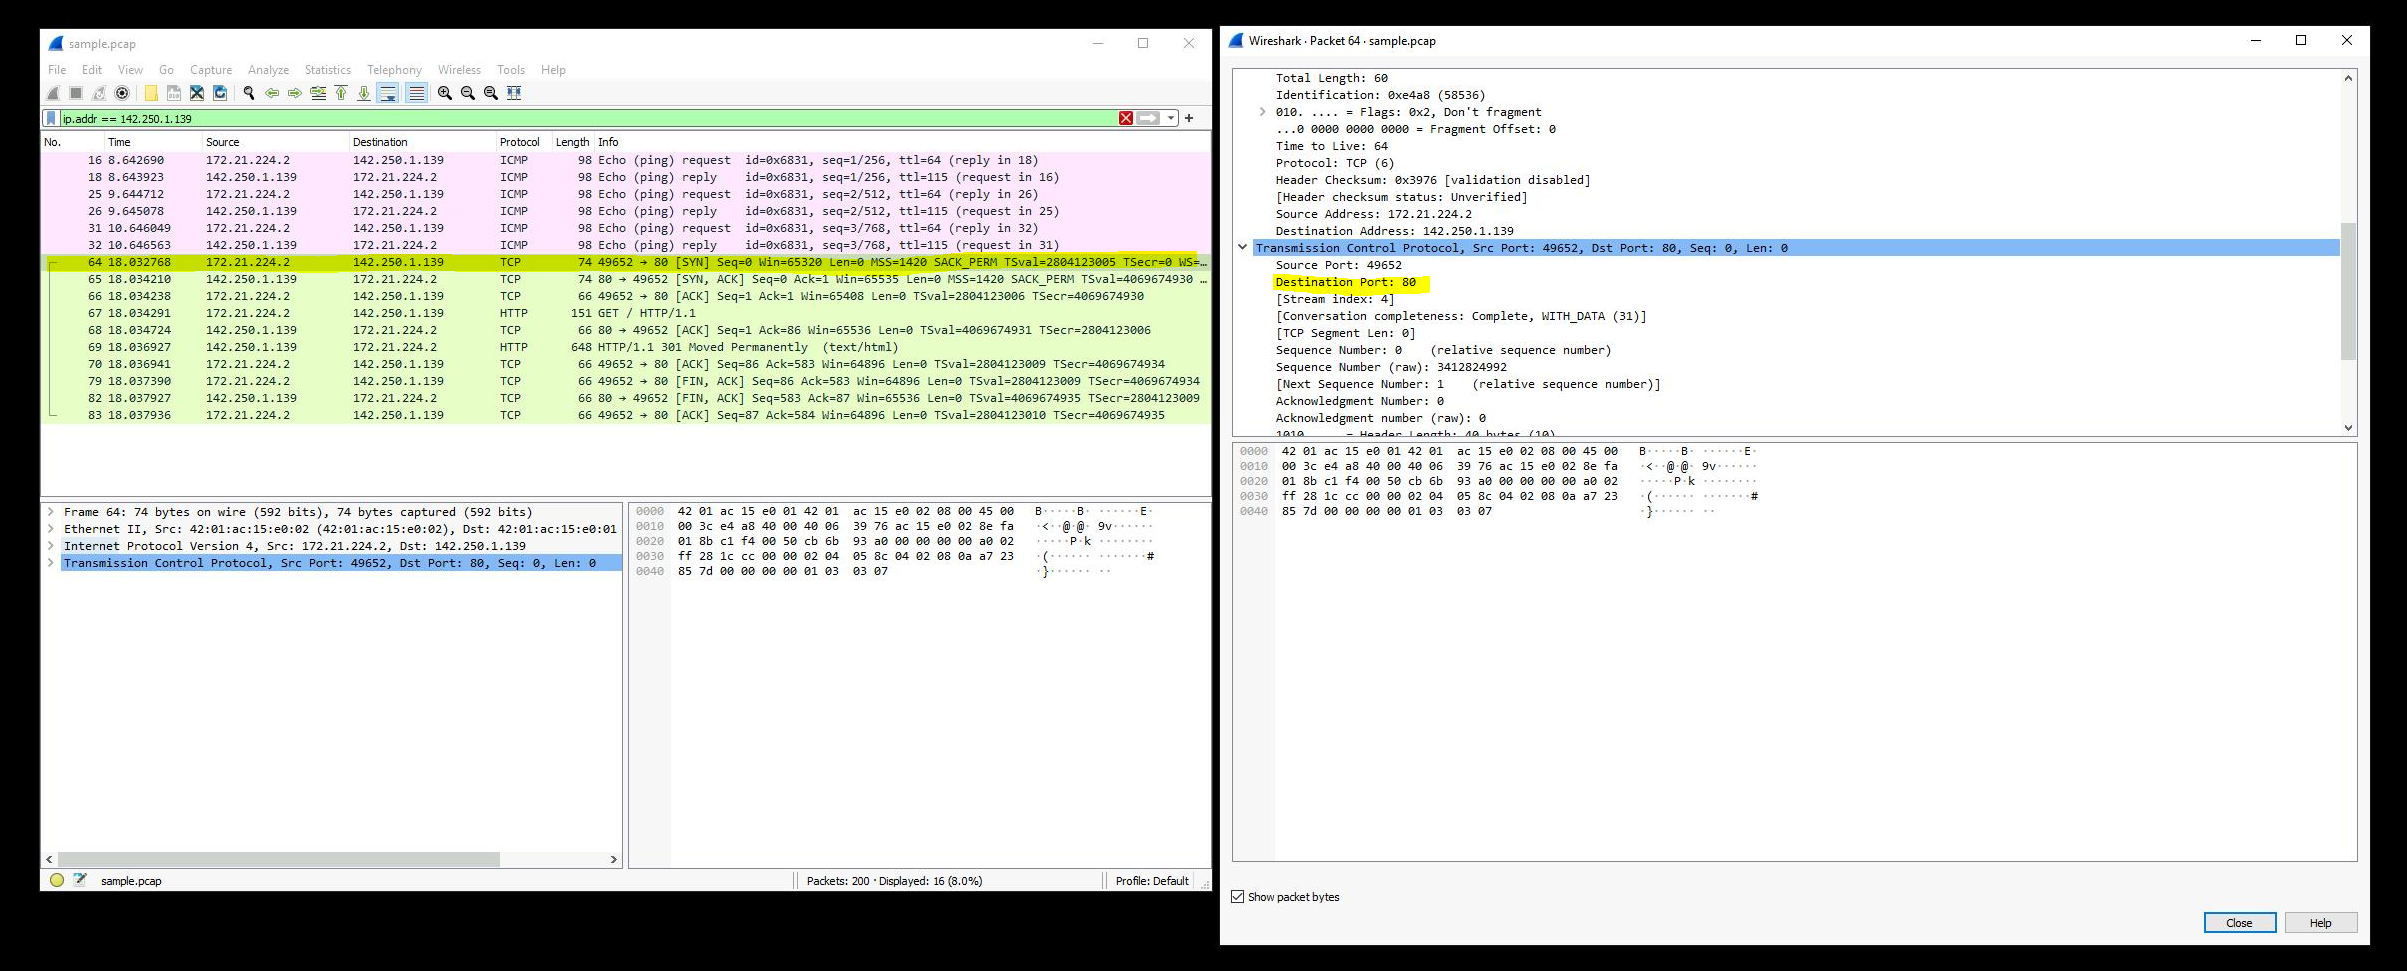 sample.pcap
File Edit View Go Capture Analyze Statistics Telephony Wireless Tools Help
ip.addr == 142.250.1.139
No. Time Source Destination Protocol Length Info
16 8.642690 172.21.224.2 142.250.1.139 ICMP 98 Echo (ping) request id=0x6831, seq=1/256, ttl=64 (reply in 18)
18 8.643923 142.250.1.139 172.21.224.2 ICMP 98 Echo (ping) reply id=0x6831, seq=1/256, ttl=115 (request in 16)
25 9.644712 172.21.224.2 142.250.1.139 ICMP 98 Echo (ping) request id=0x6831, seq=2/512, ttl=64 (reply in 26)
26 9.645078 142.250.1.139 172.21.224.2 ICMP 98 Echo (ping) reply id=0x6831, seq=2/512, ttl=115 (request in 25)
31 10.646049 172.21.224.2 142.250.1.139 ICMP 98 Echo (ping) request id=0x6831, seq=3/768, ttl=64 (reply in 32)
32 10.646563 142.250.1.139 172.21.224.2 ICMP 98 Echo (ping) reply id=0x6831, seq=3/768, ttl=115 (request in 31)
64 18.032768 172.21.224.2 142.250.1.139 TCP 74 49652 → 80 [SYN] Seq=0 Win=65320 Len=0 MSS=1420 SACK_PERM TSval=2804123005 TSecr=0 WS=…
65 18.034210 142.250.1.139 172.21.224.2 TCP 74 80 → 49652 [SYN, ACK] Seq=0 Ack=1 Win=65535 Len=0 MSS=1420 SACK_PERM TSval=4069674930 …
66 18.034238 172.21.224.2 142.250.1.139 TCP 66 49652 → 80 [ACK] Seq=1 Ack=1 Win=65408 Len=0 TSval=2804123006 TSecr=4069674930
67 18.034291 172.21.224.2 142.250.1.139 HTTP 151 GET / HTTP/1.1
68 18.034724 142.250.1.139 172.21.224.2 TCP 66 80 → 49652 [ACK] Seq=1 Ack=86 Win=65536 Len=0 TSval=4069674931 TSecr=2804123006
69 18.036927 142.250.1.139 172.21.224.2 HTTP 648 HTTP/1.1 301 Moved Permanently (text/html)
70 18.036941 172.21.224.2 142.250.1.139 TCP 66 49652 → 80 [ACK] Seq=86 Ack=583 Win=64896 Len=0 TSval=2804123009 TSecr=4069674934
79 18.037390 172.21.224.2 142.250.1.139 TCP 66 49652 → 80 [FIN, ACK] Seq=86 Ack=583 Win=64896 Len=0 TSval=2804123009 TSecr=4069674934
82 18.037927 142.250.1.139 172.21.224.2 TCP 66 80 → 49652 [FIN, ACK] Seq=583 Ack=87 Win=65536 Len=0 TSval=4069674935 TSecr=2804123009
83 18.037936 172.21.224.2 142.250.1.139 TCP 66 49652 → 80 [ACK] Seq=87 Ack=584 Win=64896 Len=0 TSval=2804123010 TSecr=4069674935
Frame 64: 74 bytes on wire (592 bits), 74 bytes captured (592 bits)
Ethernet II, Src: 42:01:ac:15:e0:02 (42:01:ac:15:e0:02), Dst: 42:01:ac:15:e0:01
Internet Protocol Version 4, Src: 172.21.224.2, Dst: 142.250.1.139
Transmission Control Protocol, Src Port: 49652, Dst Port: 80, Seq: 0, Len: 0
0000 42 01 ac 15 e0 01 42 01 ac 15 e0 02 08 00 45 00 B·····B· ······E·
0010 00 3c e4 a8 40 00 40 06 39 76 ac 15 e0 02 8e fa ·<··@·@· 9v······
0020 01 8b c1 f4 00 50 cb 6b 93 a0 00 00 00 00 a0 02 ·····P·k ········
0030 ff 28 1c cc 00 00 02 04 05 8c 04 02 08 0a a7 23 ·(······ ·······#
0040 85 7d 00 00 00 00 01 03 03 07 ·}······ ··
sample.pcap Packets: 200 · Displayed: 16 (8.0%) Profile: Default
Wireshark · Packet 64 · sample.pcap
Total Length: 60
Identification: 0xe4a8 (58536)
010. .... = Flags: 0x2, Don't fragment
...0 0000 0000 0000 = Fragment Offset: 0
Time to Live: 64
Protocol: TCP (6)
Header Checksum: 0x3976 [validation disabled]
[Header checksum status: Unverified]
Source Address: 172.21.224.2
Destination Address: 142.250.1.139
Transmission Control Protocol, Src Port: 49652, Dst Port: 80, Seq: 0, Len: 0
Source Port: 49652
Destination Port: 80
[Stream index: 4]
[Conversation completeness: Complete, WITH_DATA (31)]
[TCP Segment Len: 0]
Sequence Number: 0 (relative sequence number)
Sequence Number (raw): 3412824992
[Next Sequence Number: 1 (relative sequence number)]
Acknowledgment Number: 0
Acknowledgment number (raw): 0
1010 .... = Header Length: 40 bytes (10)
0000 42 01 ac 15 e0 01 42 01 ac 15 e0 02 08 00 45 00 B·····B· ······E·
0010 00 3c e4 a8 40 00 40 06 39 76 ac 15 e0 02 8e fa ·<··@·@· 9v······
0020 01 8b c1 f4 00 50 cb 6b 93 a0 00 00 00 00 a0 02 ·····P·k ········
0030 ff 28 1c cc 00 00 02 04 05 8c 04 02 08 0a a7 23 ·(······ ·······#
0040 85 7d 00 00 00 00 01 03 03 07 ·}······ ··
Show packet bytes
Close Help